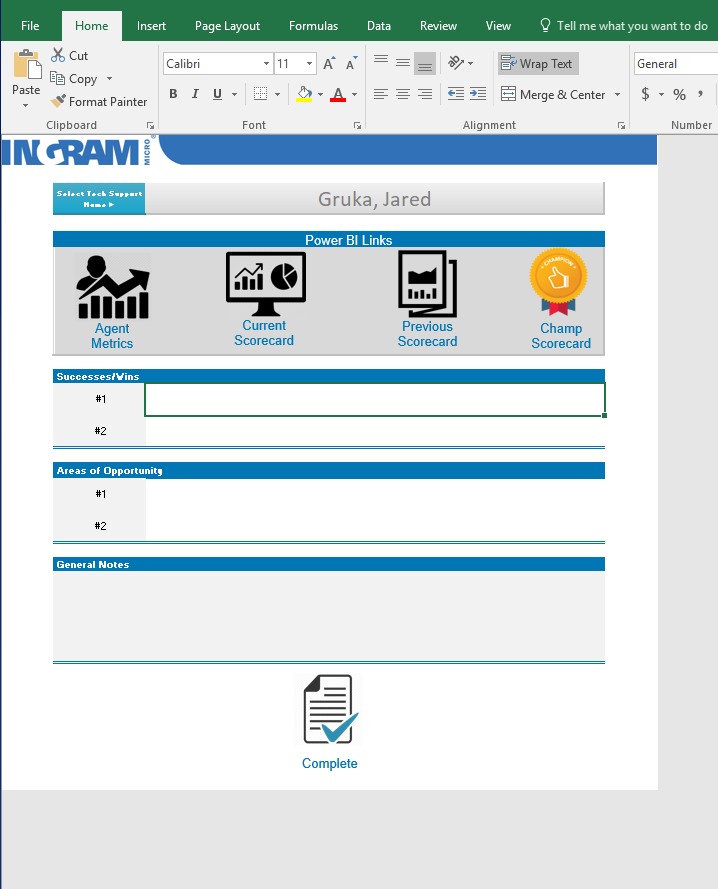 File Home Insert Page Layout Formulas Data Review View Tell me what you want to do
Cut
Copy
Format Painter
Paste
Clipboard
Calibri 11 A A
B I U A
Font
Wrap Text
Merge & Center
Alignment
General
$ % ,
Number
INGRAM MICRO
Select Tech Support
Name ►
Gruka, Jared
Power BI Links
CHAMPION
Agent
Metrics
Current
Scorecard
Previous
Scorecard
Champ
Scorecard
Successes/Wins
#1
#2
Areas of Opportunity
#1
#2
General Notes
Complete